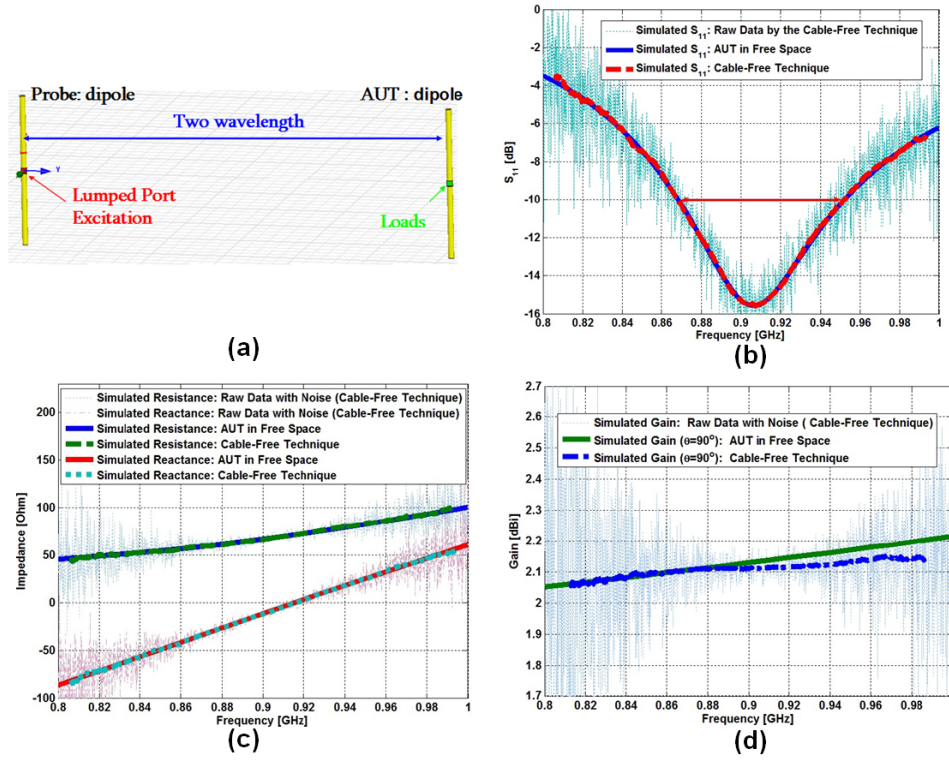 Probe: dipole
AUT : dipole
Two wavelength
Y
Lumped Port
Excitation
Loads
(a)
0
-2
-4
-6
-8
-10
-12
-14
-16
S11 [dB]
Simulated S11: Raw Data by the Cable-Free Technique
Simulated S11: AUT in Free Space
Simulated S11: Cable-Free Technique
0.8 0.82 0.84 0.86 0.88 0.9 0.92 0.94 0.96 0.98 1
Frequency [GHz]
(b)
200
150
100
50
0
-50
-100
Impedance [Ohm]
Simulated Resistance: Raw Data with Noise (Cable-Free Technique)
Simulated Reactance: Raw Data with Noise (Cable-Free Technique)
Simulated Resistance: AUT in Free Space
Simulated Resistance: Cable-Free Technique
Simulated Reactance: AUT in Free Space
Simulated Reactance: Cable-Free Technique
0.8 0.82 0.84 0.86 0.88 0.9 0.92 0.94 0.96 0.98 1
Frequency [GHz]
(c)
2.7
2.6
2.5
2.4
2.3
2.2
2.1
2
1.9
1.8
1.7
Gain [dBi]
Simulated Gain: Raw Data with Noise ( Cable-Free Technique)
Simulated Gain (θ=90°): AUT in Free Space
Simulated Gain (θ=90°): Cable-Free Technique
0.8 0.82 0.84 0.86 0.88 0.9 0.92 0.94 0.96 0.98
Frequency [GHz]
(d)